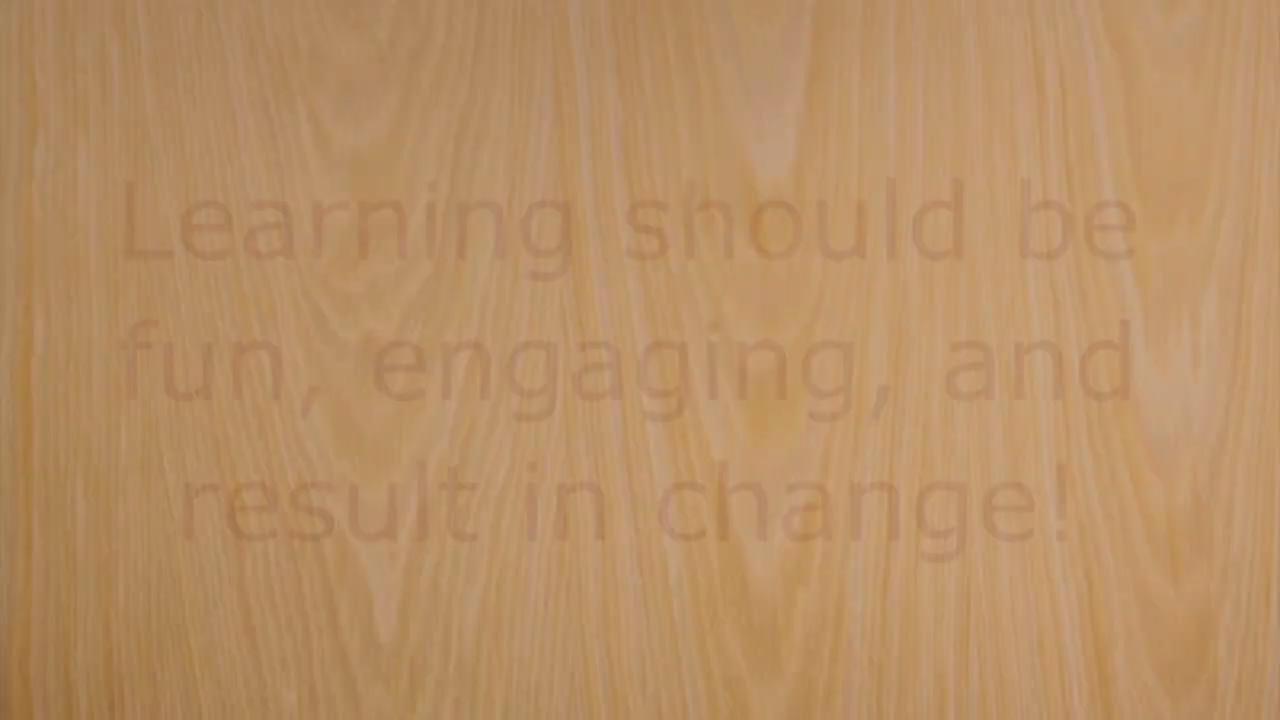 Learning should be
fun, engaging, and
result in change!